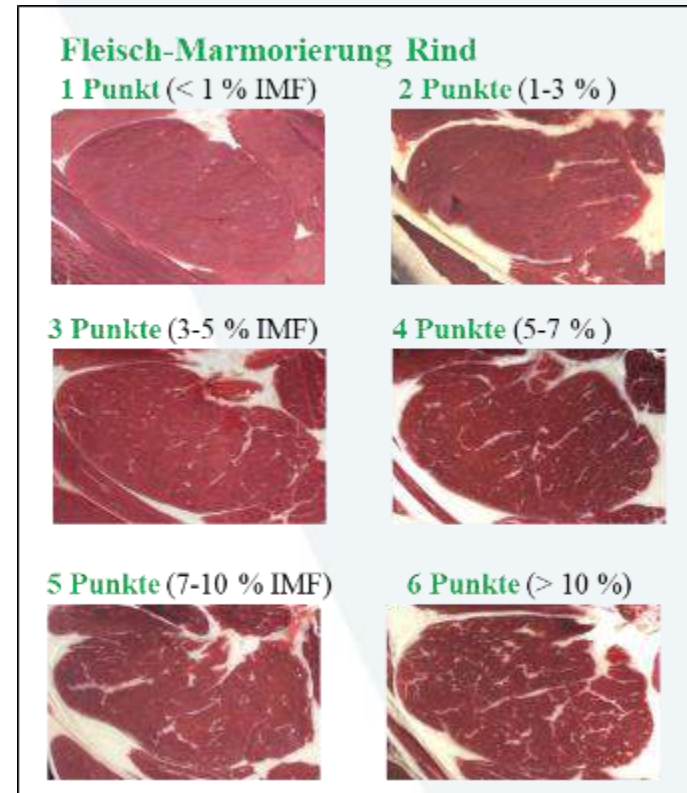 Fleisch-Marmorierung Rind
1 Punkt (< 1 % IMF)
2 Punkte (1-3 % )
3 Punkte (3-5 % IMF)
4 Punkte (5-7 % )
5 Punkte (7-10 % IMF)
6 Punkte (> 10 %)